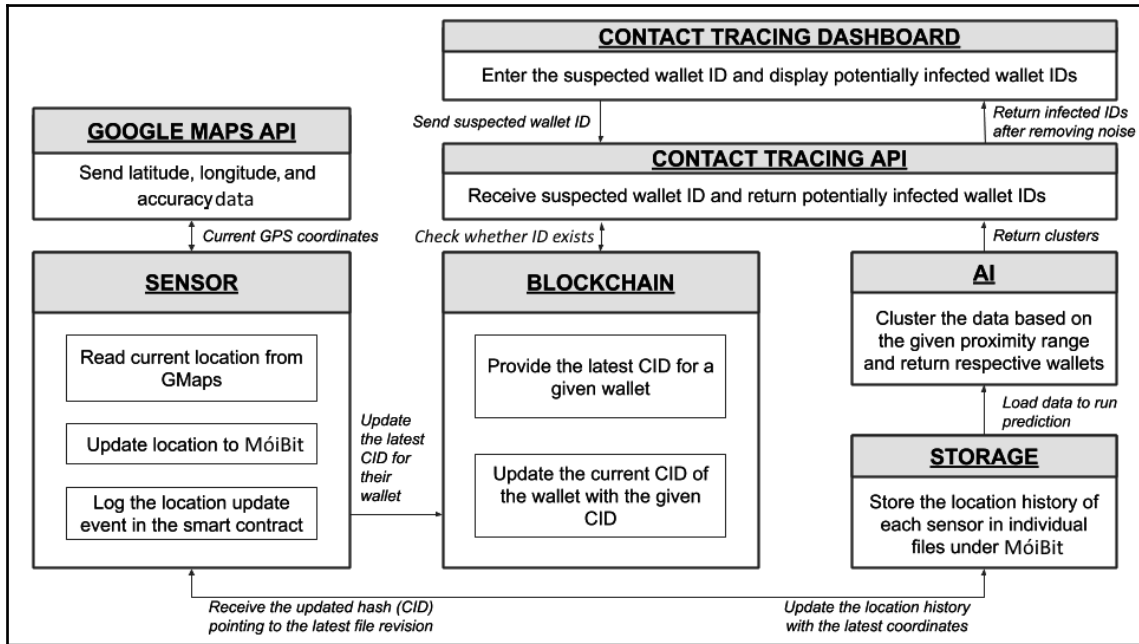 CONTACT TRACING DASHBOARD
Enter the suspected wallet ID and display potentially infected wallet IDs
Send suspected wallet ID
Return infected IDs
after removing noise
GOOGLE MAPS API
Send latitude, longitude, and
accuracy data
CONTACT TRACING API
Receive suspected wallet ID and return potentially infected wallet IDs
Current GPS coordinates
Check whether ID exists
Return clusters
SENSOR
Read current location from
GMaps
Update location to MóiBit
Log the location update
event in the smart contract
Update
the latest
CID for
their
wallet
BLOCKCHAIN
Provide the latest CID for a
given wallet
Update the current CID of
the wallet with the given
CID
AI
Cluster the data based on
the given proximity range
and return respective wallets
Load data to run
prediction
STORAGE
Store the location history of
each sensor in individual
files under MóiBit
Receive the updated hash (CID)
pointing to the latest file revision
Update the location history
with the latest coordinates